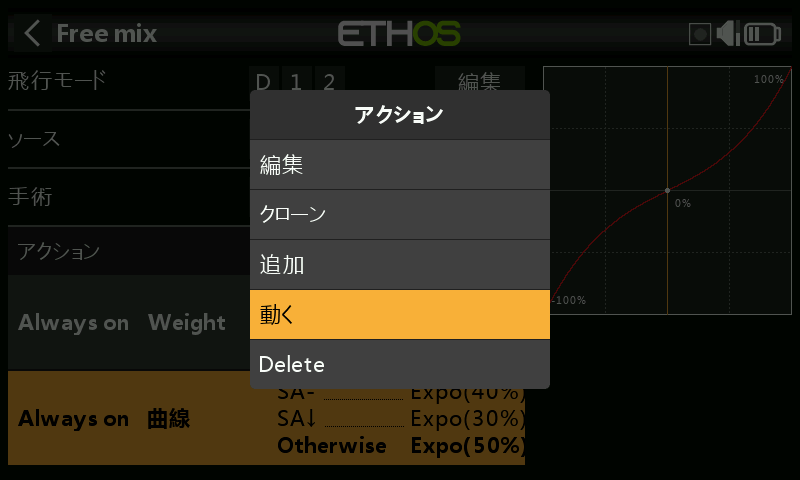 Free mix
ETHOS
飛行モード
D 1 2
編集
ソース
手術
アクション
Always on Weight
Always on 曲線
SA- Expo(40%)
SA↓ Expo(30%)
Otherwise Expo(50%)
アクション
編集
クローン
追加
動く
Delete
100%
0%
-100%